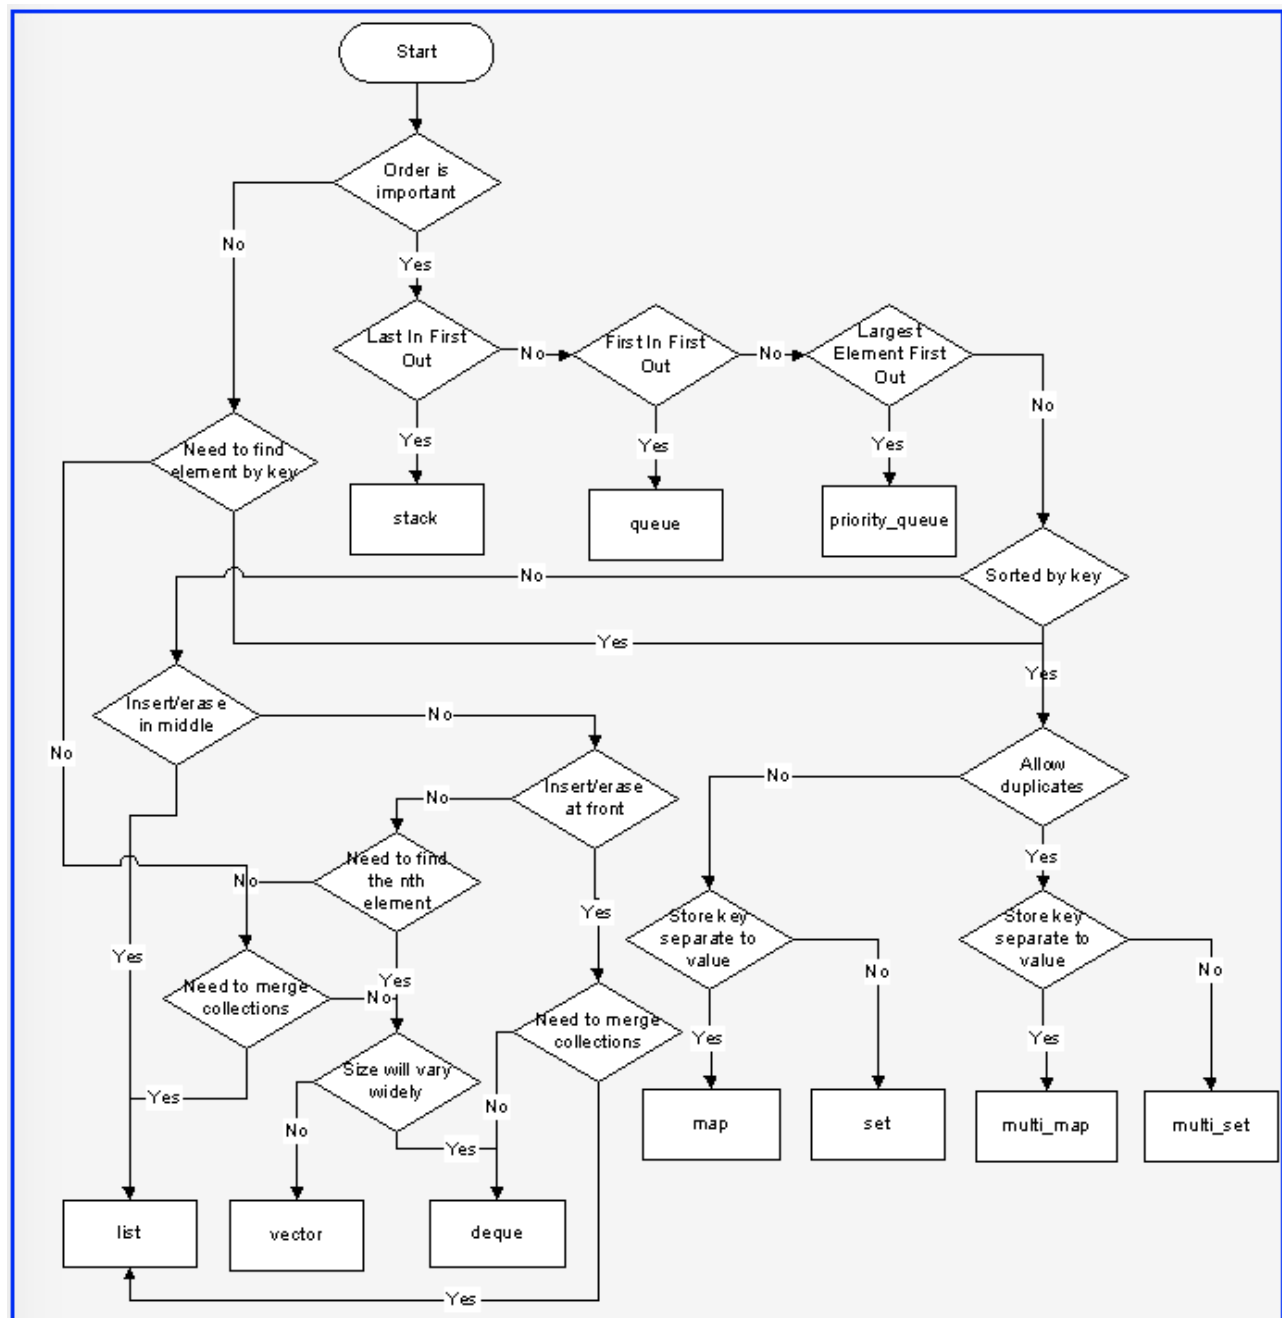 Start
Order is
important
No
Yes
Last In First
Out
No
First In First
Out
No
Largest
Element First
Out
No
Yes
Yes
Yes
Need to find
element by key
stack
queue
priority_queue
Sorted by key
No
Yes
Yes
Insert/erase
in middle
No
No
Insert/erase
at front
No
Allow
duplicates
No
Need to find
the nth
element
No
Yes
Yes
Yes
Yes
Store key
separate to
value
No
Store key
separate to
value
No
Need to merge
collections
No
Need to merge
collections
Yes
Yes
Size will vary
widely
Yes
No
No
Yes
map
set
multi_map
multi_set
list
vector
deque
Yes